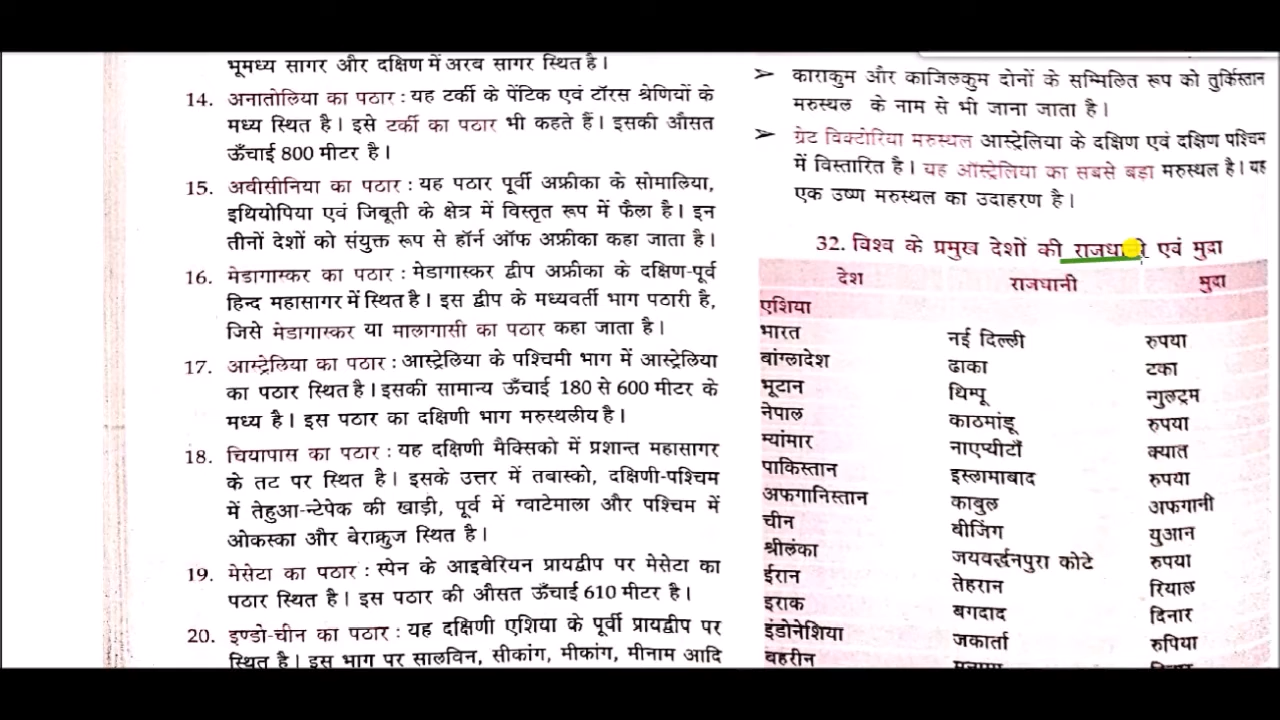 भूमध्य सागर और दक्षिण में अरब सागर स्थित है।
14. अनातोलिया का पठार : यह टर्की के पेंटिक एवं टॉरस श्रेणियों के
मध्य स्थित है। इसे टर्की का पठार भी कहते हैं। इसकी औसत
ऊँचाई 800 मीटर है।
15. अबीसीनिया का पठार : यह पठार पूर्वी अफ्रीका के सोमालिया,
इथियोपिया एवं जिबूती के क्षेत्र में विस्तृत रूप में फैला है। इन
तीनों देशों को संयुक्त रूप से हॉर्न ऑफ अफ्रीका कहा जाता है।
16. मेडागास्कर का पठार : मेडागास्कर द्वीप अफ्रीका के दक्षिण-पूर्व
हिन्द महासागर में स्थित है। इस द्वीप के मध्यवर्ती भाग पठारी है,
जिसे मेडागास्कर या मालागासी का पठार कहा जाता है।
17. आस्ट्रेलिया का पठार : आस्ट्रेलिया के पश्चिमी भाग में आस्ट्रेलिया
का पठार स्थित है। इसकी सामान्य ऊँचाई 180 से 600 मीटर के
मध्य है। इस पठार का दक्षिणी भाग मरुस्थलीय है।
18. चियापास का पठार : यह दक्षिणी मैक्सिको में प्रशान्त महासागर
के तट पर स्थित है। इसके उत्तर में तबास्को, दक्षिणी-पश्चिम
में तेहुआ-न्टेपेक की खाड़ी, पूर्व में ग्वाटेमाला और पश्चिम में
ओकस्का और बेराक्रुज स्थित है।
19. मेसेटा का पठार : स्पेन के आइबेरियन प्रायद्वीप पर मेसेटा का
पठार स्थित है। इस पठार की औसत ऊँचाई 610 मीटर है।
20. इण्डो-चीन का पठार : यह दक्षिणी एशिया के पूर्वी प्रायद्वीप पर
स्थित है। इस भाग पर सालविन, सीकांग, मीकांग, मीनाम आदि
➢ काराकुम और काजिलकुम दोनों के सम्मिलित रूप को तुर्किस्तान
मरुस्थल के नाम से भी जाना जाता है।
➢ ग्रेट विक्टोरिया मरुस्थल आस्ट्रेलिया के दक्षिण एवं दक्षिण पश्चिम
में विस्तारित है। यह ऑस्ट्रेलिया का सबसे बड़ा मरुस्थल है। यह
एक उष्ण मरुस्थल का उदाहरण है।
32. विश्व के प्रमुख देशों की राजधानी एवं मुद्रा
देश राजधानी मुद्रा
एशिया
भारत नई दिल्ली रुपया
बांग्लादेश ढाका टका
भूटान थिम्पू न्गुलट्रम
नेपाल काठमांडू रुपया
म्यांमार नाएप्यीटाँ क्यात
पाकिस्तान इस्लामाबाद रुपया
अफगानिस्तान काबुल अफगानी
चीन बीजिंग युआन
श्रीलंका जयवर्द्धनपुरा कोटे रुपया
ईरान तेहरान रियाल
इराक बगदाद दिनार
इंडोनेशिया जकार्ता रुपिया
बहरीन